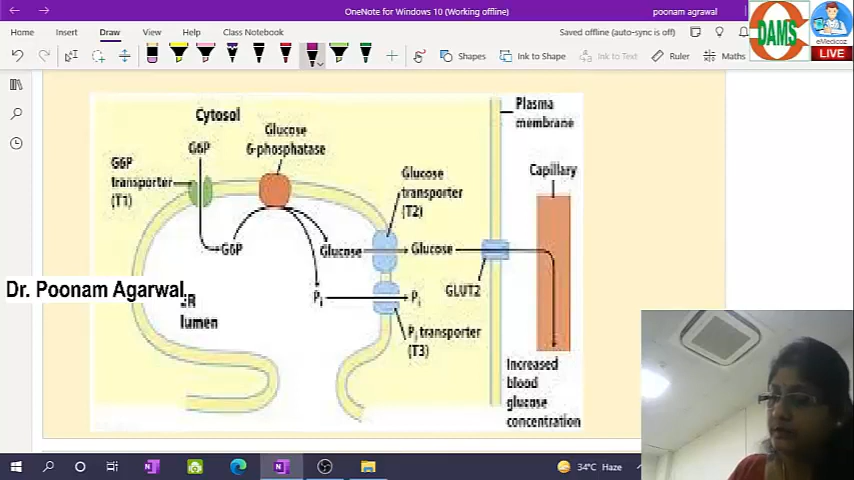 OneNote for Windows 10 (Working offline)
poonam agrawal
Home
Insert
Draw
View
Help
Class Notebook
Saved offline (auto-sync is off)
Shapes
Ink to Shape
Ink to Text
Ruler
Maths
DAMS
eMedicoz
LIVE
Cytosol
Plasma
membrane
G6P
Glucose
6-phosphatase
G6P
transporter
(T1)
Glucose
transporter
(T2)
Capillary
G6P
Glucose
Glucose
GLUT2
Dr. Poonam Agarwal
ER
lumen
Pi
Pi
Pi transporter
(T3)
Increased
blood
glucose
concentration
34°C Haze